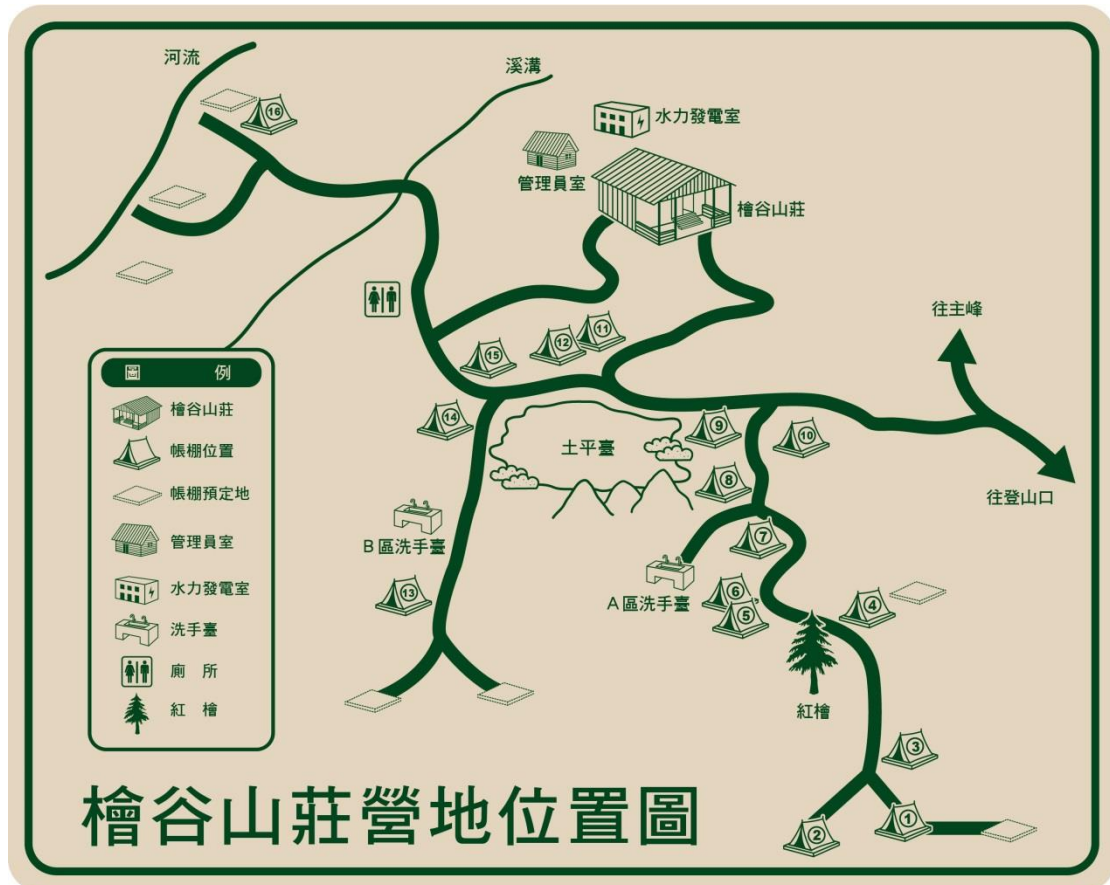 河流
溪溝
⑯
水力發電室
管理員室
檜谷山莊
往主峰
⑪
⑫
⑮
⑭
⑨
⑩
土平臺
⑧
往登山口
⑦
B區洗手臺
⑬
A區洗手臺
⑥
⑤
④
紅檜
③
②
①
圖 例
檜谷山莊
帳棚位置
帳棚預定地
管理員室
水力發電室
洗手臺
廁所
紅檜
檜谷山莊營地位置圖